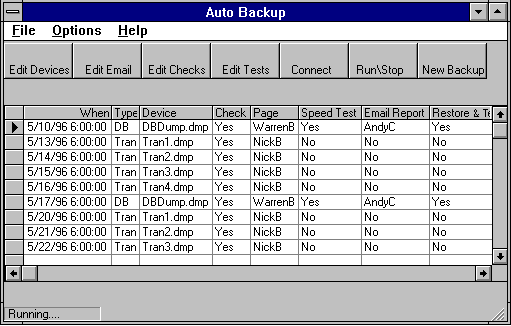 Auto Backup
File Options Help
Edit Devices Edit Email Edit Checks Edit Tests Connect Run\Stop New Backup
When Type Device Check Page Speed Test Email Report Restore & Te
5/10/96 6:00:00 DB DBDump.dmp Yes WarrenB Yes AndyC Yes
5/13/96 6:00:00 Tran Tran1.dmp Yes NickB No No No
5/14/96 6:00:00 Tran Tran2.dmp Yes NickB No No No
5/15/96 6:00:00 Tran Tran3.dmp Yes NickB No No No
5/16/96 6:00:00 Tran Tran4.dmp Yes NickB No No No
5/17/96 6:00:00 DB DBDump.dmp Yes WarrenB Yes AndyC Yes
5/20/96 6:00:00 Tran Tran1.dmp Yes NickB No No No
5/21/96 6:00:00 Tran Tran2.dmp Yes NickB No No No
5/22/96 6:00:00 Tran Tran3.dmp Yes NickB No No No
Running....